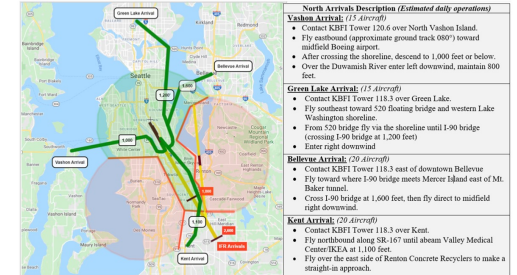 Green Lake Arrival
Bellevue Arrival
Seattle
Bellevue
1,200
1,000
Vashon Arrival
Kent Arrival
1,100
IFR Arrivals
North Arrivals Description (Estimated daily operations)
Vashon Arrival: (15 Aircraft)
• Contact KBFI Tower 120.6 over North Vashon Island.
• Fly eastbound (approximate ground track 080°) toward
midfield Boeing airport.
• After crossing the shoreline, descend to 1,000 feet or below.
• Over the Duwamish River enter left downwind, maintain 800
feet.
Green Lake Arrival: (15 Aircraft)
• Contact KBFI Tower 118.3 over Green Lake.
• Fly southeast toward 520 floating bridge and western Lake
Washington shoreline.
• From 520 bridge fly via the shoreline until I-90 bridge
(crossing I-90 bridge at 1,200 feet)
• Enter right downwind
Bellevue Arrival: (20 Aircraft)
• Contact KBFI Tower 118.3 east of downtown Bellevue
• Fly toward where I-90 bridge meets Mercer Island east of Mt.
Baker tunnel.
• Cross I-90 bridge at 1,600 feet, then fly direct to midfield
right downwind.
Kent Arrival: (20 Aircraft)
• Contact KBFI Tower 118.3 over Kent.
• Fly northbound along SR-167 until abeam Valley Medical
Center/IKEA at 1,100 feet.
• Fly over the east side of Renton Concrete Recyclers to make a
straight-in approach.